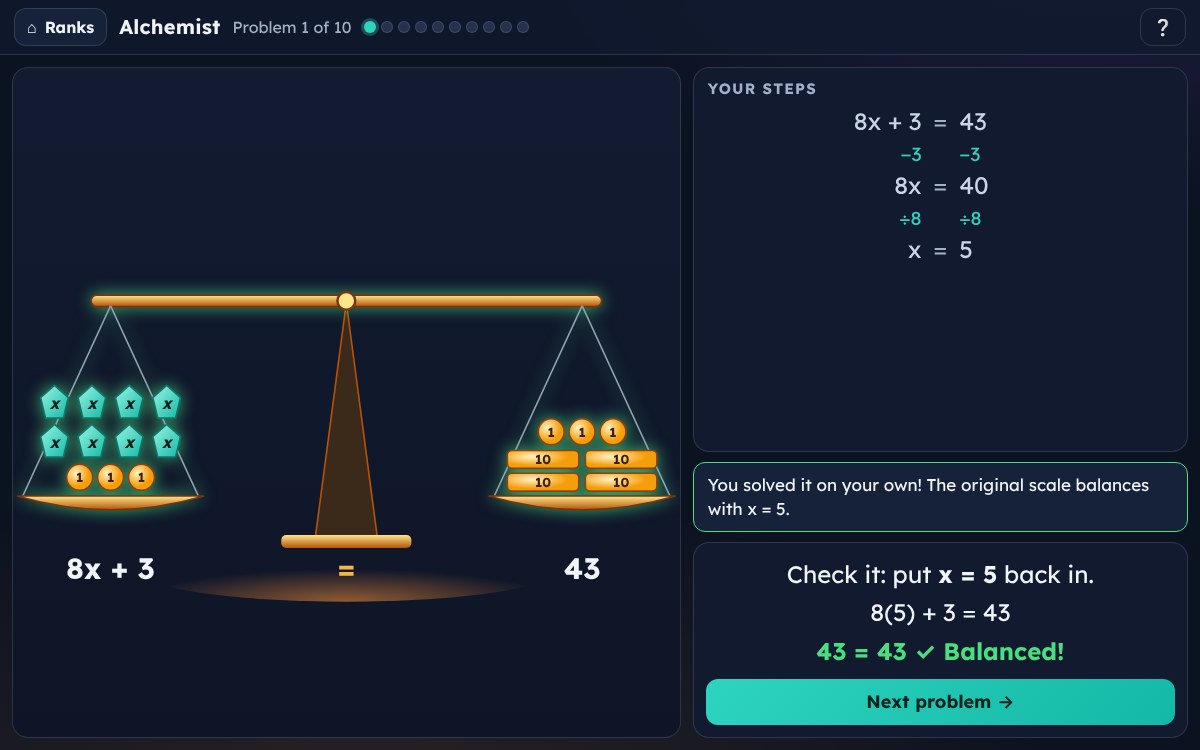 ⌂ Ranks
Alchemist
Problem 1 of 10
?
x x x x
x x x x
1 1 1
1 1 1
10 10
10 10
8x + 3
=
43
YOUR STEPS
8x + 3 = 43
−3 −3
8x = 40
÷8 ÷8
x = 5
You solved it on your own! The original scale balances
with x = 5.
Check it: put x = 5 back in.
8(5) + 3 = 43
43 = 43 ✓ Balanced!
Next problem →